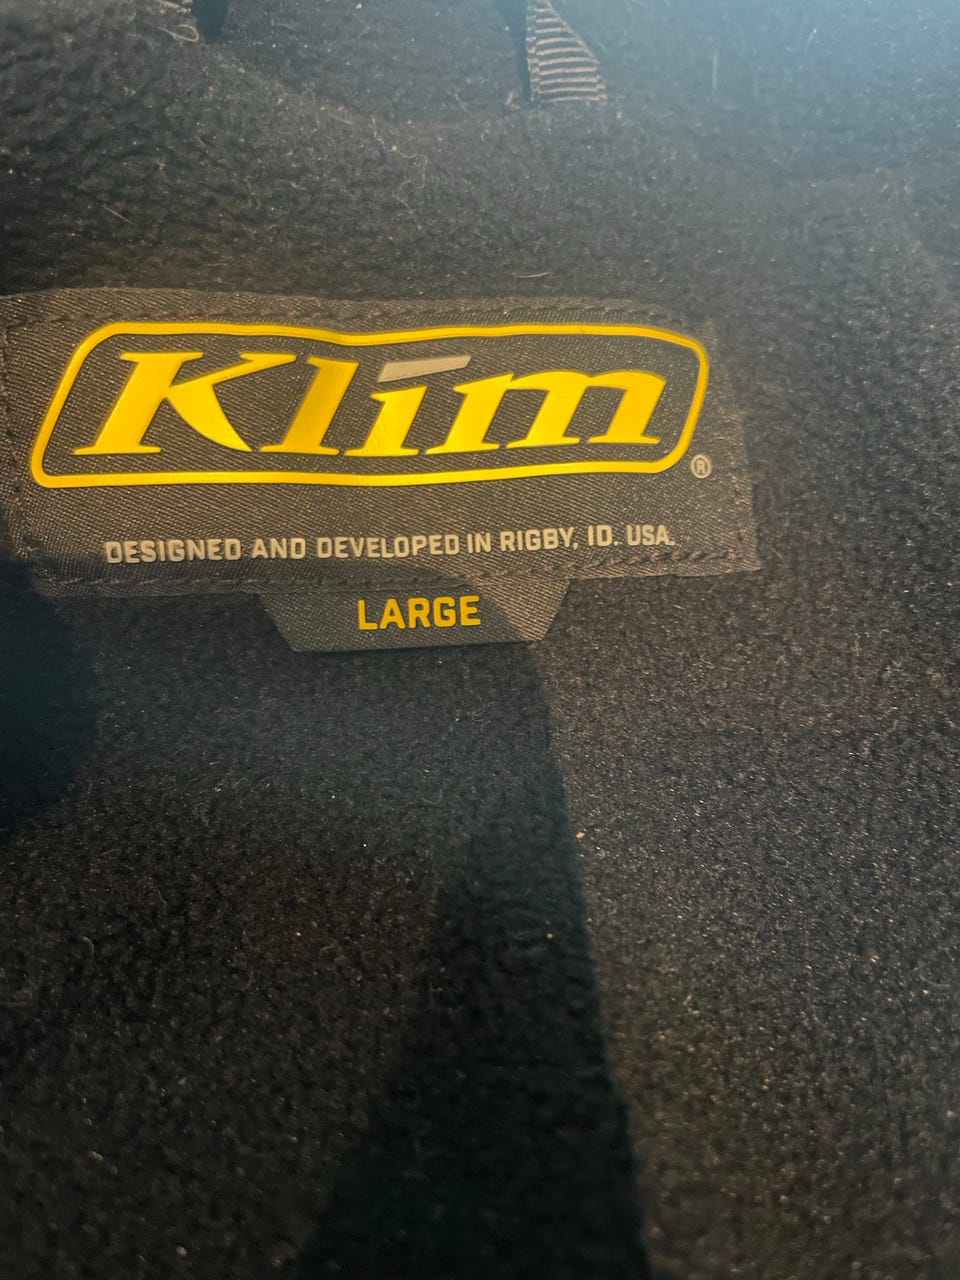 Klim®
DESIGNED AND DEVELOPED IN RIGBY, ID. USA.
LARGE